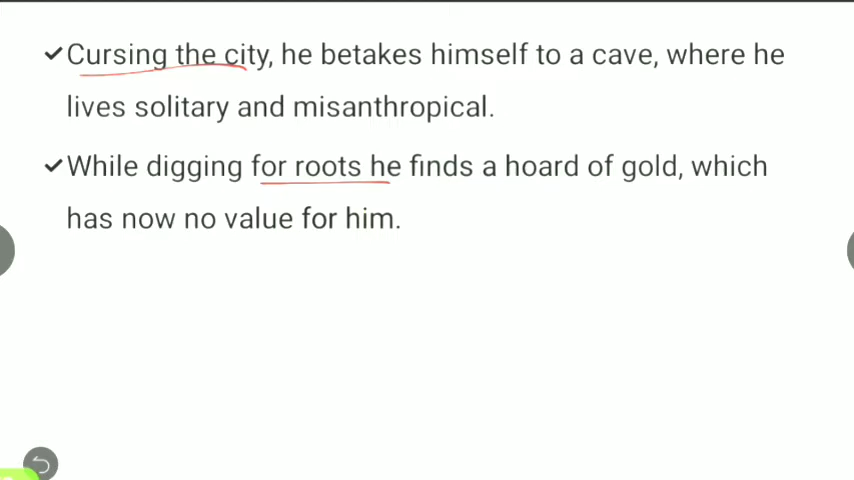 ✓Cursing the city, he betakes himself to a cave, where he
lives solitary and misanthropical.
✓While digging for roots he finds a hoard of gold, which
has now no value for him.